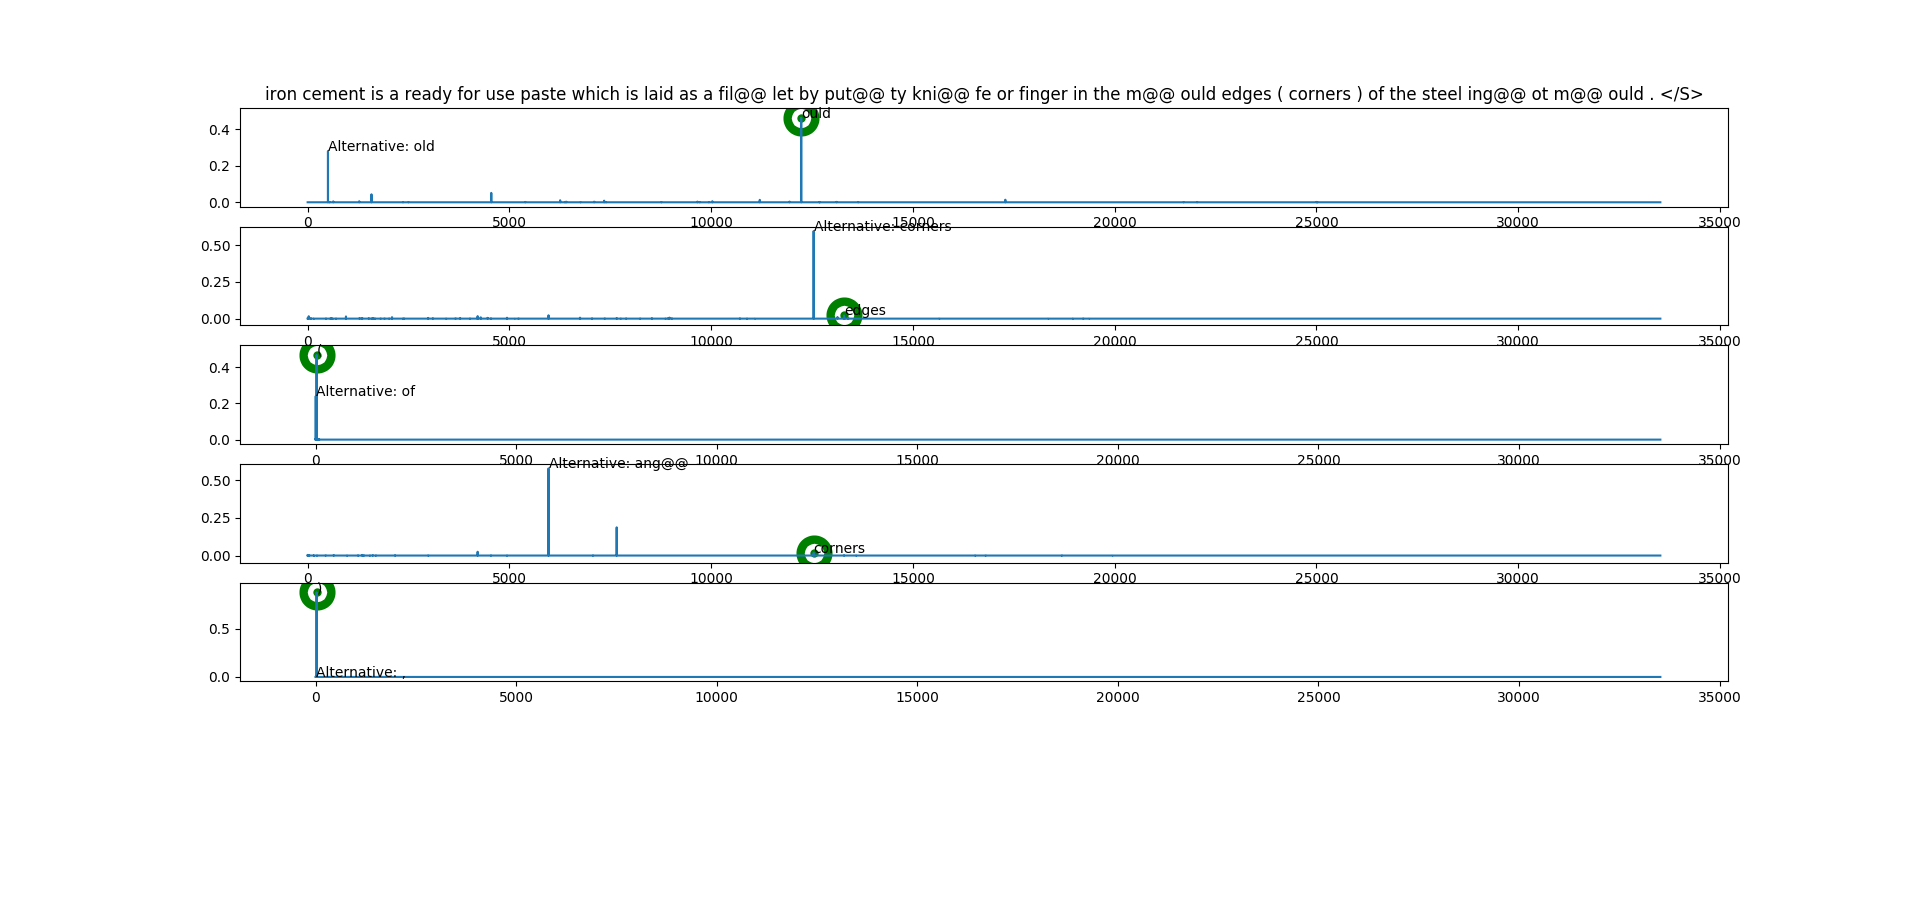 iron cement is a ready for use paste which is laid as a fil@@ let by put@@ ty kni@@ fe or finger in the m@@ ould edges ( corners ) of the steel ing@@ ot m@@ ould . </S>
ould
0.4
Alternative: old
0.2
0.0
0 5000 10000 15000 20000 25000 30000 35000
Alternative: corners
0.50
0.25
edges
0.00
0 5000 10000 15000 20000 25000 30000 35000
(
0.4
Alternative: of
0.2
0.0
0 5000 10000 15000 20000 25000 30000 35000
Alternative: ang@@
0.50
0.25
corners
0.00
0 5000 10000 15000 20000 25000 30000 35000
)
0.5
Alternative: ,
0.0
0 5000 10000 15000 20000 25000 30000 35000